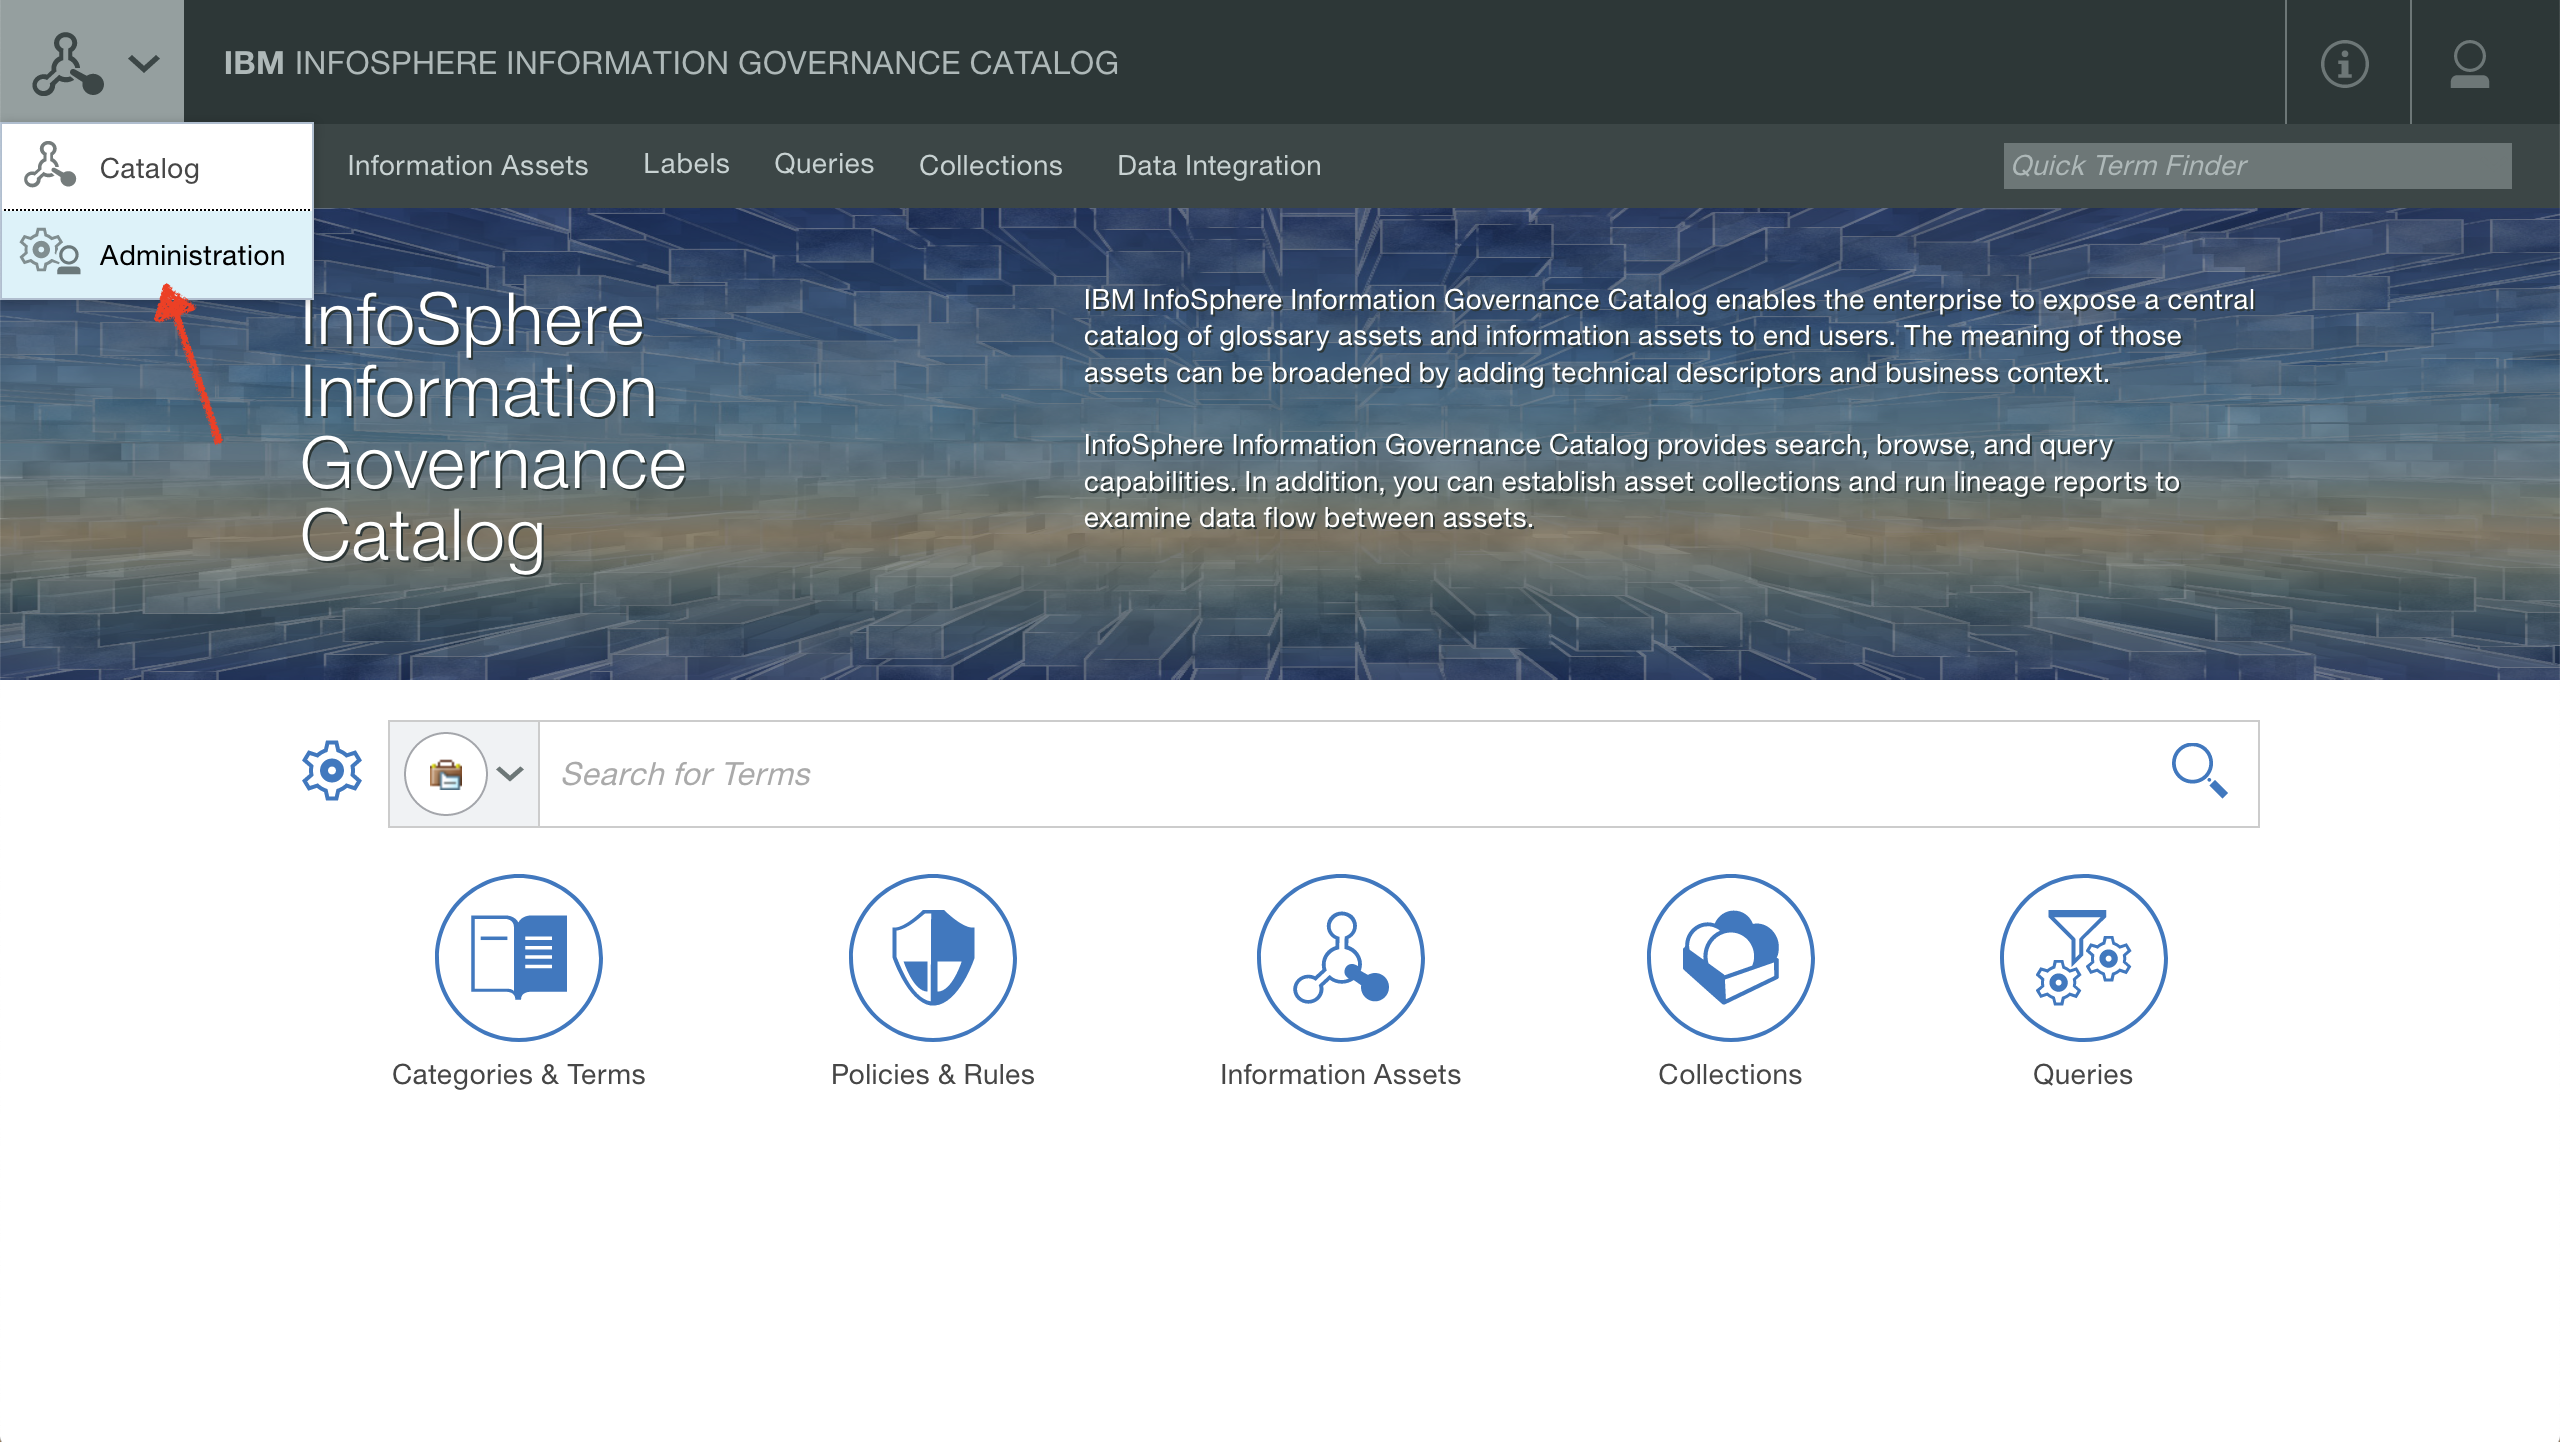 IBM INFOSPHERE INFORMATION GOVERNANCE CATALOG
Catalog
Administration
Information Assets
Labels
Queries
Collections
Data Integration
Quick Term Finder
InfoSphere
Information
Governance
Catalog
IBM InfoSphere Information Governance Catalog enables the enterprise to expose a central
catalog of glossary assets and information assets to end users. The meaning of those
assets can be broadened by adding technical descriptors and business context.
InfoSphere Information Governance Catalog provides search, browse, and query
capabilities. In addition, you can establish asset collections and run lineage reports to
examine data flow between assets.
Search for Terms
Categories & Terms
Policies & Rules
Information Assets
Collections
Queries